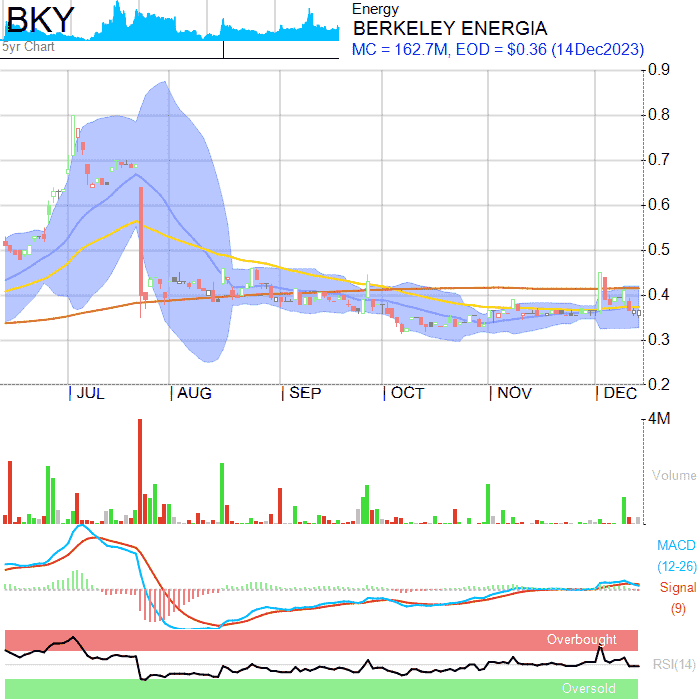 BKY
5yr Chart
Energy
BERKELEY ENERGIA
MC = 162.7M, EOD = $0.36 (14Dec2023)
0.9
0.8
0.7
0.6
0.5
0.4
0.3
0.2
JUL AUG SEP OCT NOV DEC
4M
Volume
MACD
(12-26)
Signal
(9)
Overbought
RSI(14)
Oversold